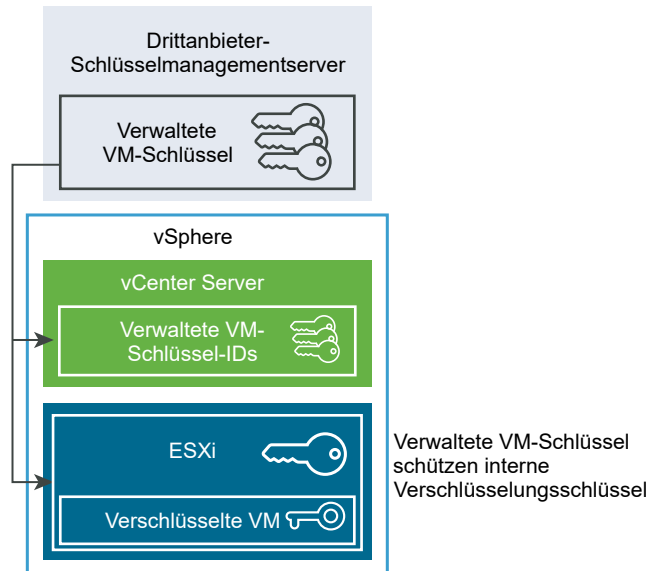 Drittanbieter-
Schlüsselmanagementserver
Verwaltete
VM-Schlüssel
vSphere
vCenter Server
Verwaltete VM-
Schlüssel-IDs
ESXi
Verschlüsselte VM
Verwaltete VM-Schlüssel
schützen interne
Verschlüsselungsschlüssel